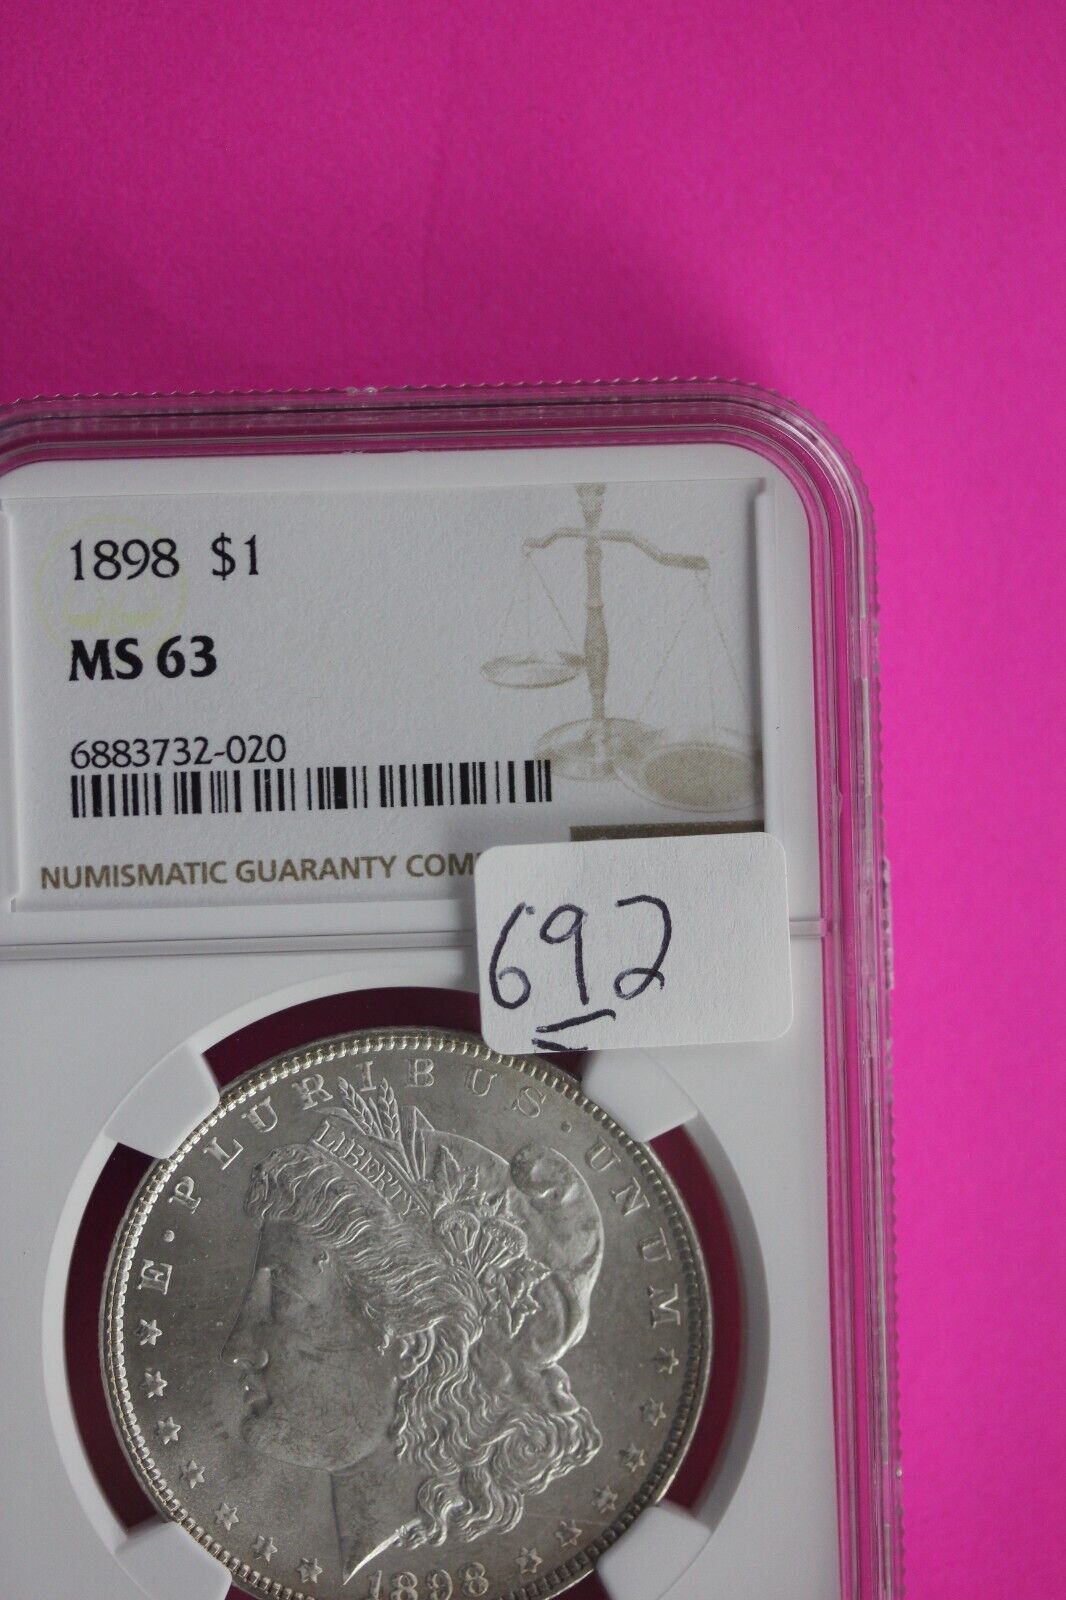 1898 $1
MS 63
6883732-020
NUMISMATIC GUARANTY COM
692
E · PLURIBUS · UNUM
LIBERTY
1898